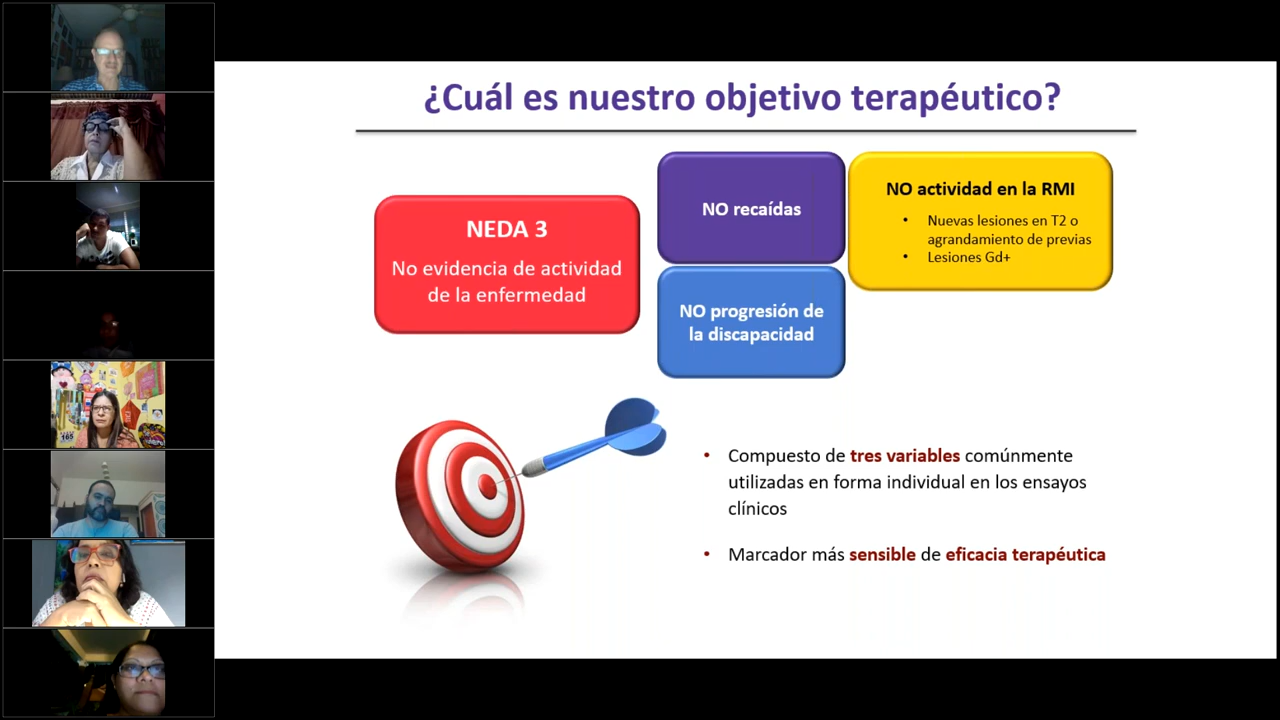 ¿Cuál es nuestro objetivo terapéutico?
NEDA 3
No evidencia de actividad
de la enfermedad
NO recaídas
NO progresión de
la discapacidad
NO actividad en la RMI
• Nuevas lesiones en T2 o
agrandamiento de previas
• Lesiones Gd+
• Compuesto de tres variables comúnmente
utilizadas en forma individual en los ensayos
clínicos
• Marcador más sensible de eficacia terapéutica
165